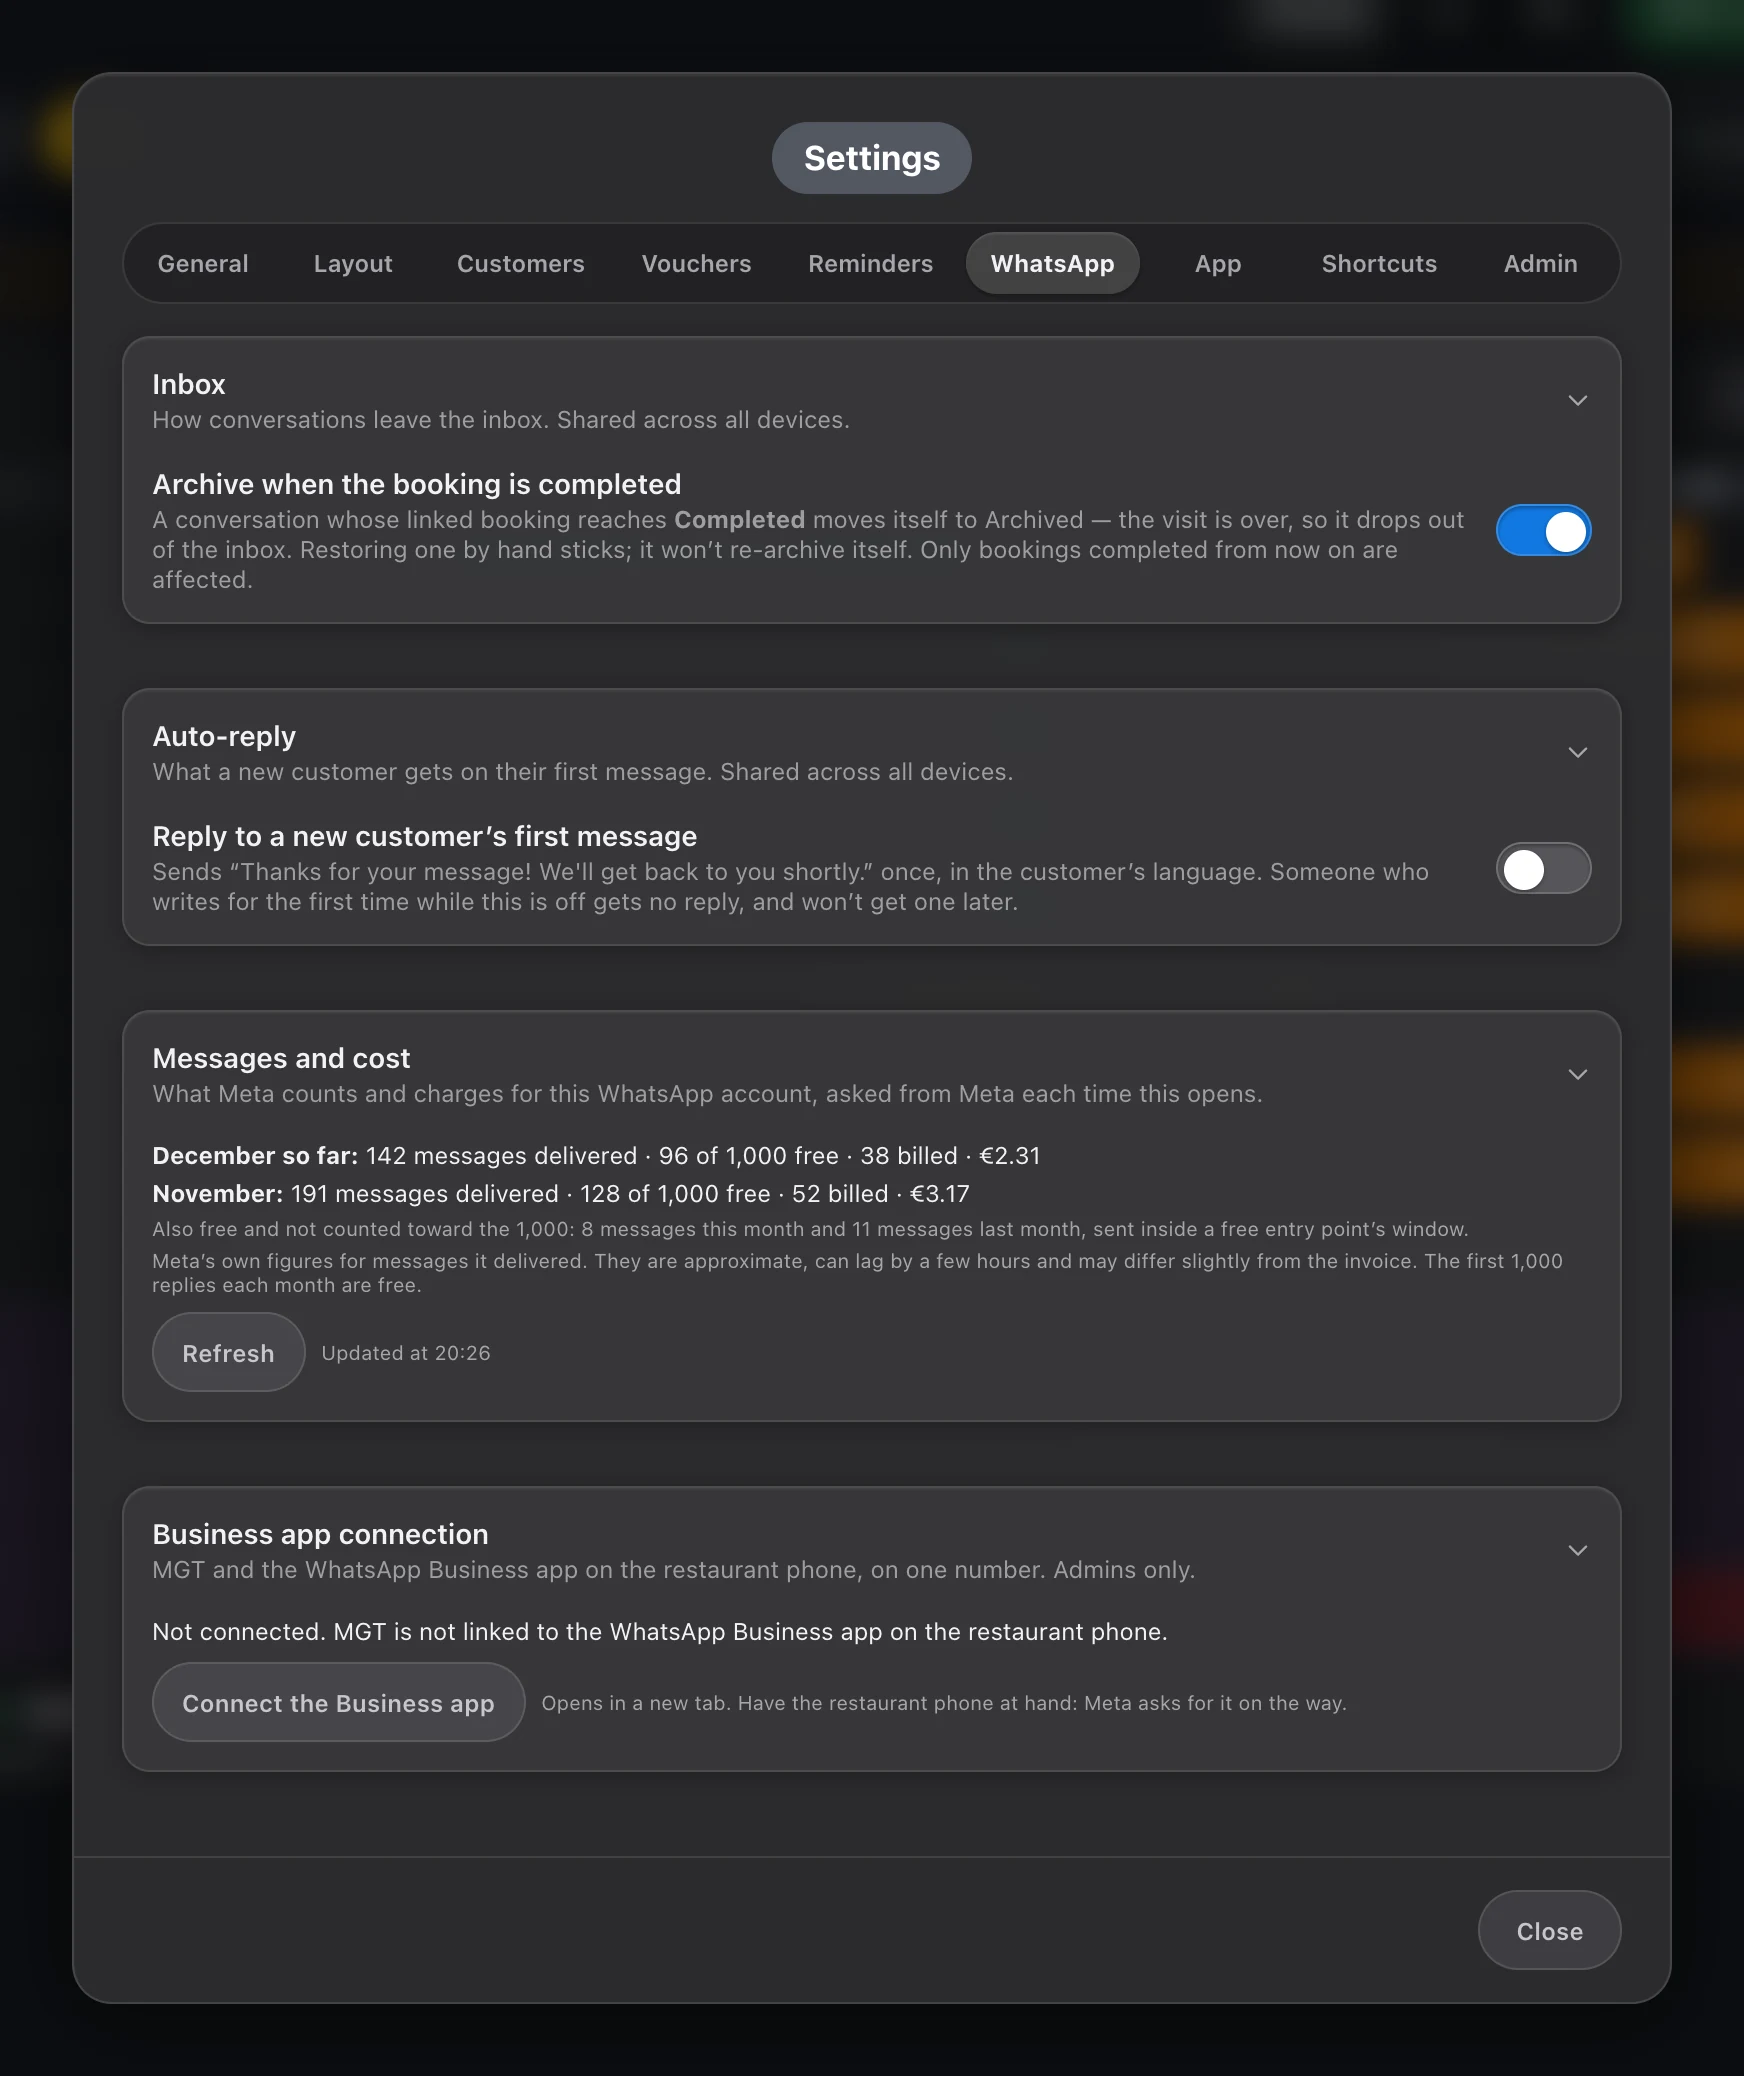 Settings
General Layout Customers Vouchers Reminders WhatsApp App Shortcuts Admin
Inbox
How conversations leave the inbox. Shared across all devices.
Archive when the booking is completed
A conversation whose linked booking reaches Completed moves itself to Archived — the visit is over, so it drops out
of the inbox. Restoring one by hand sticks; it won’t re-archive itself. Only bookings completed from now on are
affected.
Auto-reply
What a new customer gets on their first message. Shared across all devices.
Reply to a new customer’s first message
Sends “Thanks for your message! We'll get back to you shortly.” once, in the customer’s language. Someone who
writes for the first time while this is off gets no reply, and won’t get one later.
Messages and cost
What Meta counts and charges for this WhatsApp account, asked from Meta each time this opens.
December so far: 142 messages delivered · 96 of 1,000 free · 38 billed · €2.31
November: 191 messages delivered · 128 of 1,000 free · 52 billed · €3.17
Also free and not counted toward the 1,000: 8 messages this month and 11 messages last month, sent inside a free entry point’s window.
Meta’s own figures for messages it delivered. They are approximate, can lag by a few hours and may differ slightly from the invoice. The first 1,000
replies each month are free.
Refresh Updated at 20:26
Business app connection
MGT and the WhatsApp Business app on the restaurant phone, on one number. Admins only.
Not connected. MGT is not linked to the WhatsApp Business app on the restaurant phone.
Connect the Business app Opens in a new tab. Have the restaurant phone at hand: Meta asks for it on the way.
Close